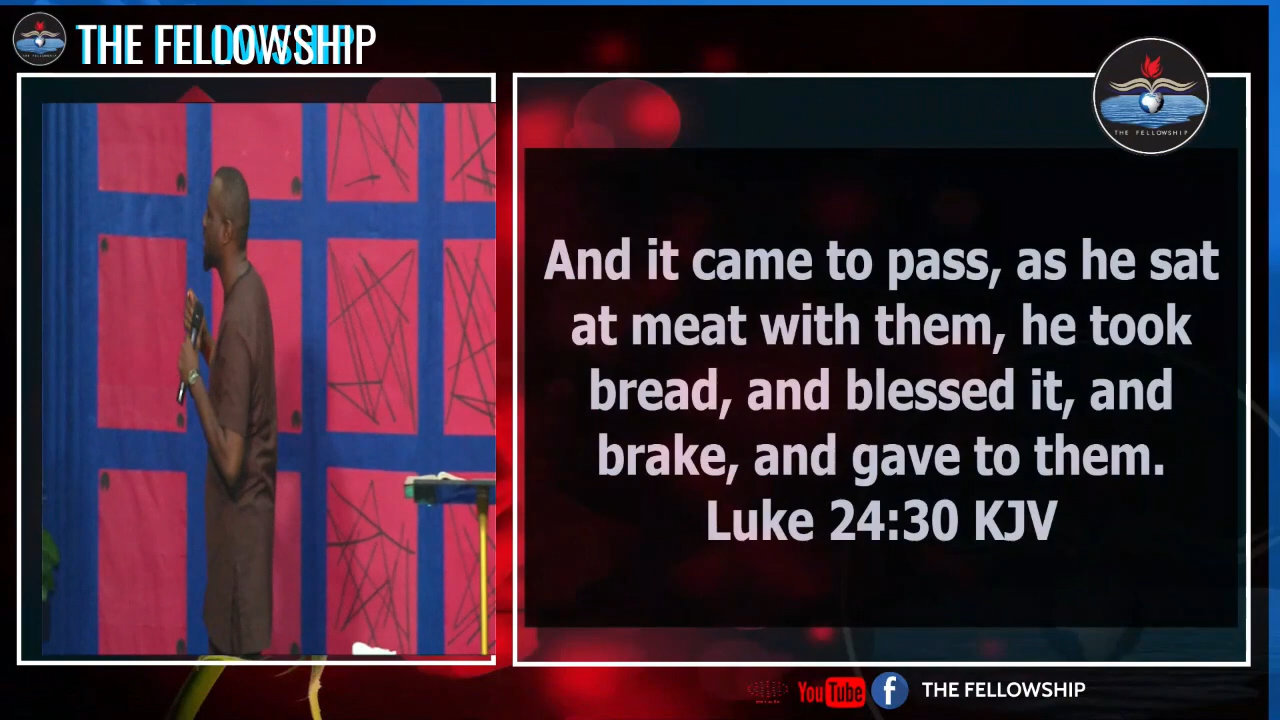 THE FELLOWSHIP
THE FELLOWSHIP
And it came to pass, as he sat
at meat with them, he took
bread, and blessed it, and
brake, and gave to them.
Luke 24:30 KJV
YouTube
f
THE FELLOWSHIP